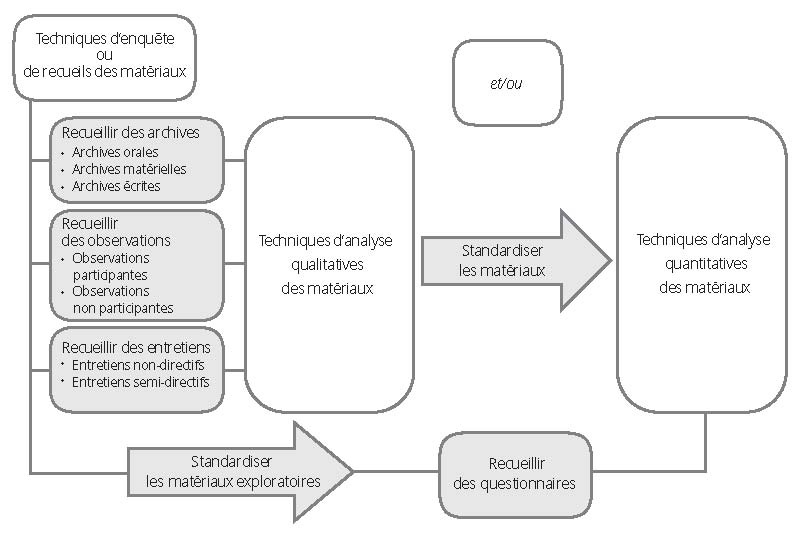 Techniques d'enquête
ou
de recueils des matériaux
et/ou
Recueillir des archives
• Archives orales
• Archives matérielles
• Archives écrites
Recueillir
des observations
• Observations
participantes
• Observations
non participantes
Recueillir des entretiens
• Entretiens non-directifs
• Entretiens semi-directifs
Techniques d'analyse
qualitatives
des matériaux
Standardiser
les matériaux
Techniques d'analyse
quantitatives
des matériaux
Standardiser
les matériaux exploratoires
Recueillir
des questionnaires